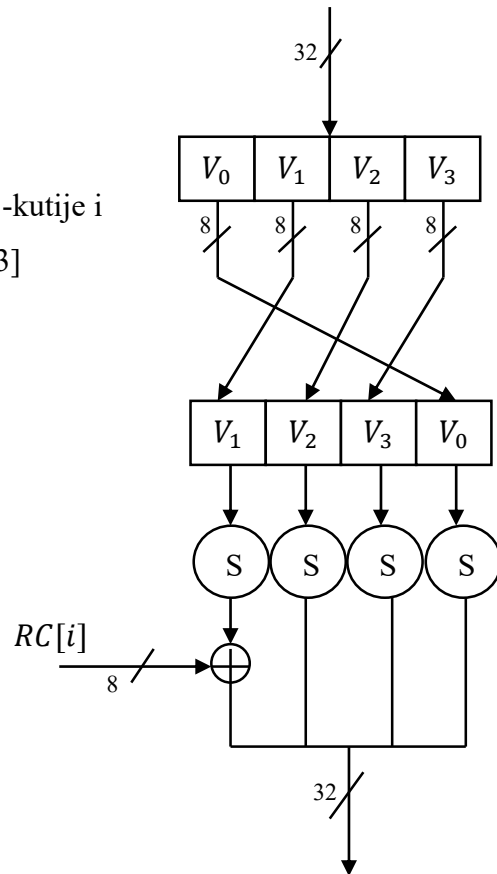 32
V₀ V₁ V₂ V₃
-kutije i
8 8 8 8
3]
V₁ V₂ V₃ V₀
S S S S
RC[i]
8
32